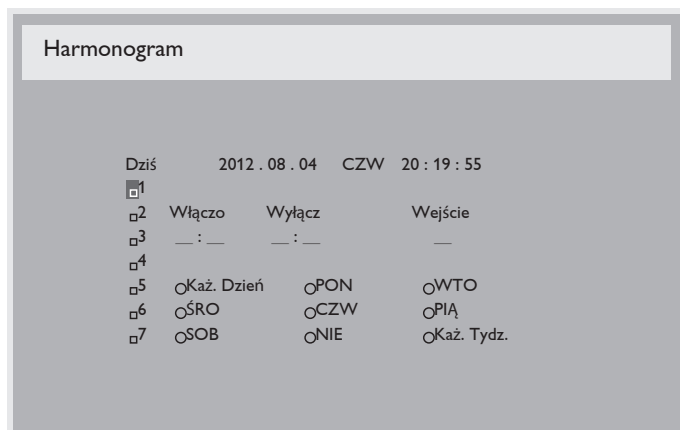 Harmonogram
Dziś 2012 . 08 . 04 CZW 20 : 19 : 55
1
2 Włączo Wyłącz Wejście
3 __ : __ __ : __ __
4
5 Każ. Dzień PON WTO
6 ŚRO CZW PIĄ
7 SOB NIE Każ. Tydz.